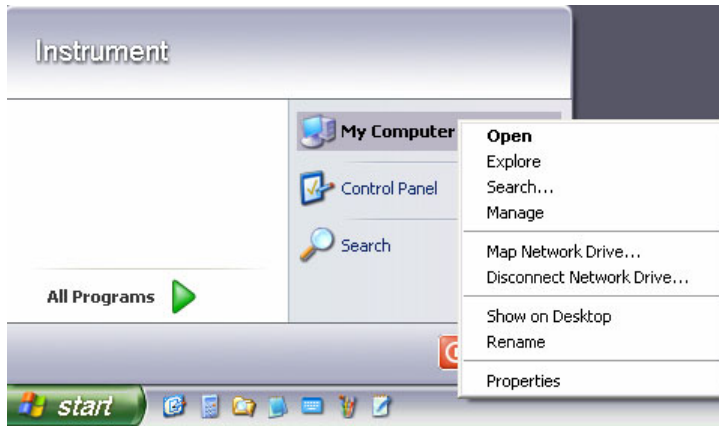 Instrument
My Computer
Control Panel
Search
All Programs
Open
Explore
Search...
Manage
Map Network Drive...
Disconnect Network Drive...
Show on Desktop
Rename
Properties
start